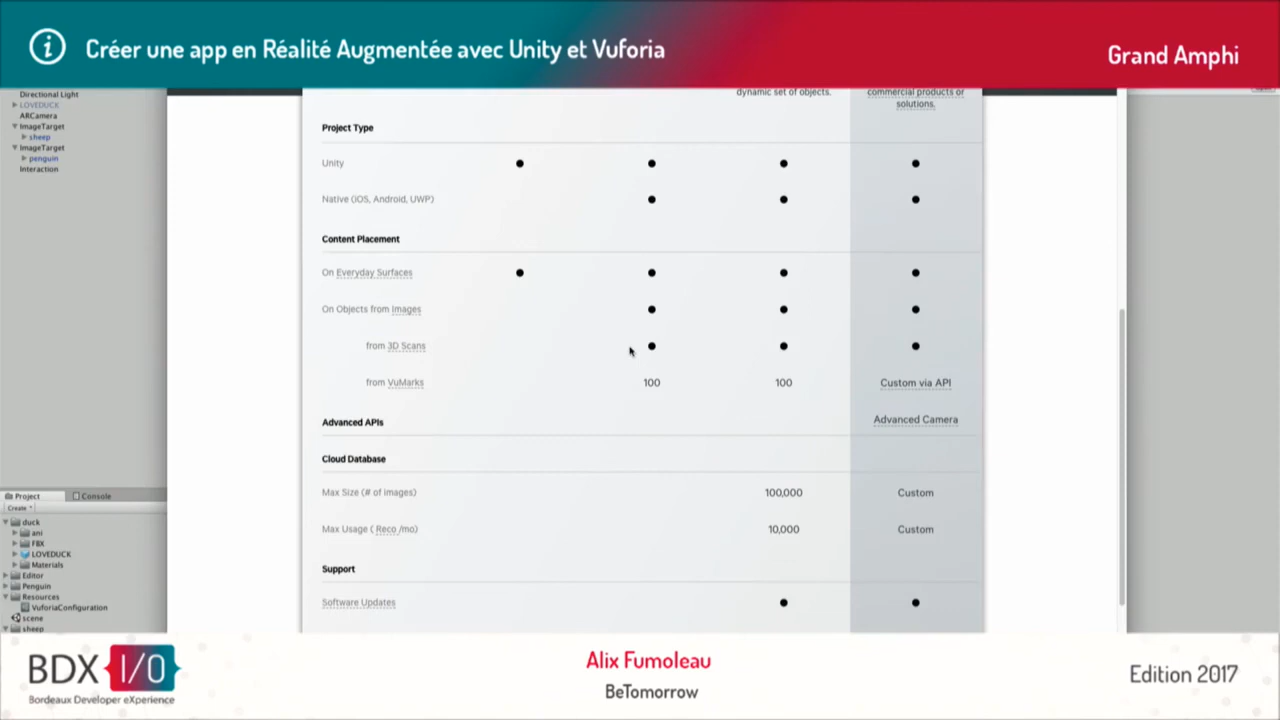 Créer une app en Réalité Augmentée avec Unity et Vuforia
Grand Amphi
Directional Light
LOVEDUCK
ARCamera
ImageTarget
sheep
ImageTarget
penguin
Interaction
dynamic set of objects.
commercial products or
solutions.
Project Type
Unity
Native (iOS, Android, UWP)
Content Placement
On Everyday Surfaces
On Objects from Images
from 3D Scans
from VuMarks 100 100 Custom via API
Advanced APIs Advanced Camera
Cloud Database
Max Size (# of images) 100,000 Custom
Max Usage ( Reco /mo) 10,000 Custom
Support
Software Updates
Project Console
Create
duck
ani
FBX
LOVEDUCK
Materials
Editor
Penguin
Resources
VuforiaConfiguration
scene
sheep
BDX I/O
Bordeaux Developer eXperience
Alix Fumoleau
BeTomorrow
Edition 2017